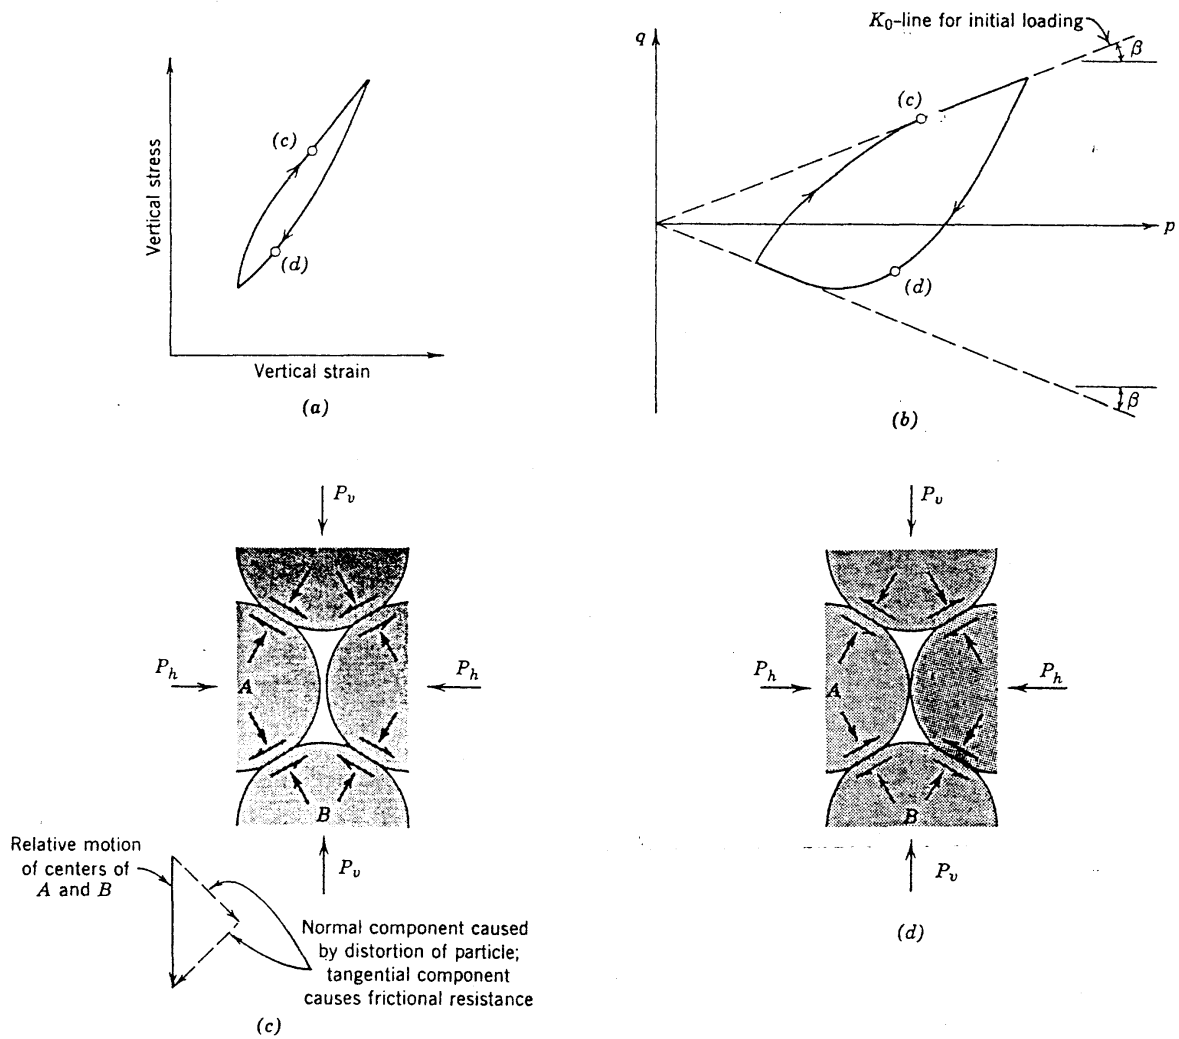 K₀-line for initial loading
q
β
(c)
p
(d)
β
(b)
Vertical stress
(c)
(d)
Vertical strain
(a)
Pᵥ
Pₕ
A
Pₕ
B
Pᵥ
Relative motion
of centers of
A and B
Normal component caused
by distortion of particle;
tangential component
causes frictional resistance
(c)
Pᵥ
Pₕ
A
Pₕ
B
Pᵥ
(d)